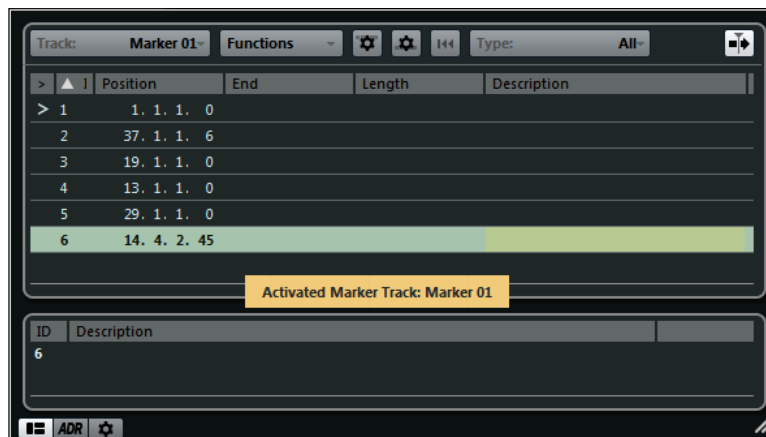 Track: Marker 01 Functions Type: All
> I Position End Length Description
> 1 1. 1. 1. 0
2 37. 1. 1. 6
3 19. 1. 1. 0
4 13. 1. 1. 0
5 29. 1. 1. 0
6 14. 4. 2. 45
Activated Marker Track: Marker 01
ID Description
6
ADR